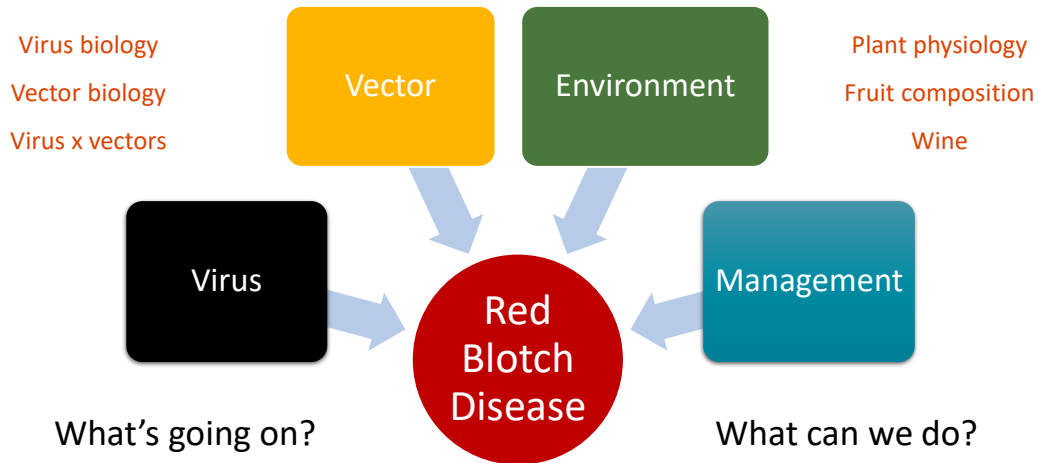 Virus biology
Vector biology
Virus x vectors
Vector
Environment
Plant physiology
Fruit composition
Wine
Virus
Management
Red
Blotch
Disease
What’s going on?
What can we do?